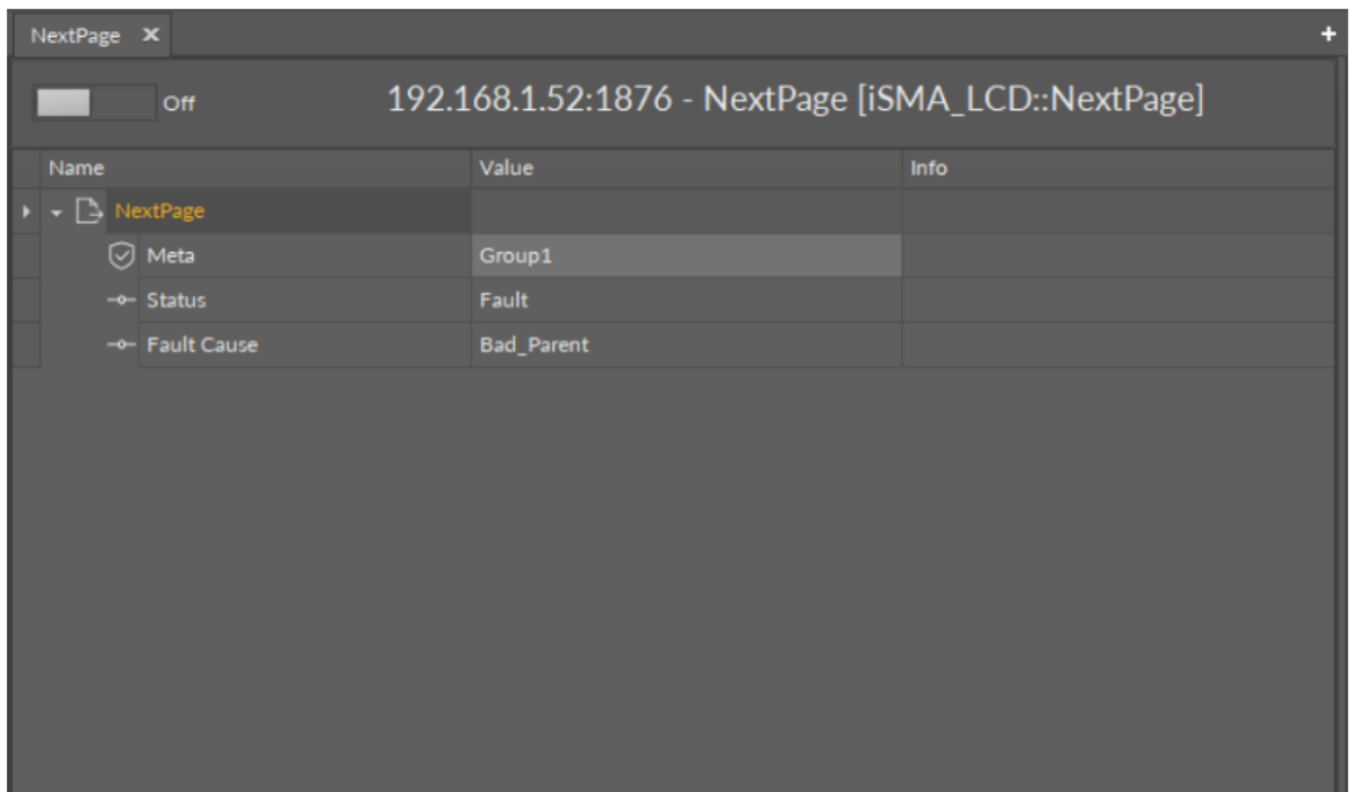 NextPage
Off 192.168.1.52:1876 - NextPage [iSMA_LCD::NextPage]
Name Value Info
NextPage
Meta Group1
Status Fault
Fault Cause Bad_Parent